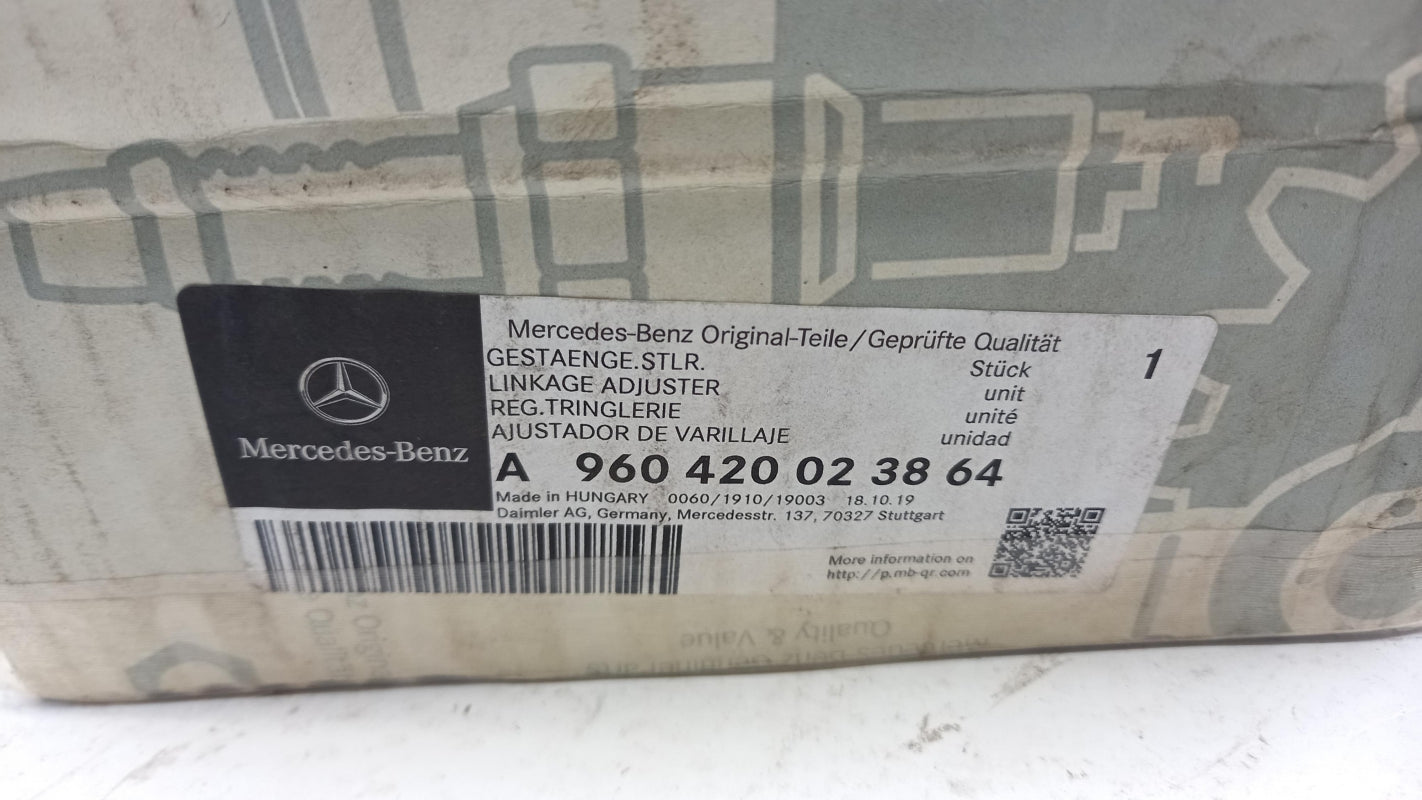 Mercedes-Benz Original-Teile/Geprüfte Qualität
GESTAENGE.STLR. Stück 1
LINKAGE ADJUSTER unit
REG.TRINGLERIE unité
AJUSTADOR DE VARILLAJE unidad
Mercedes-Benz
A 960 420 02 38 64
Made in HUNGARY 0060/1910/19003 18.10.19
Daimler AG, Germany, Mercedesstr. 137, 70327 Stuttgart
More information on
http://p.mb-qr.com
Quality & Value